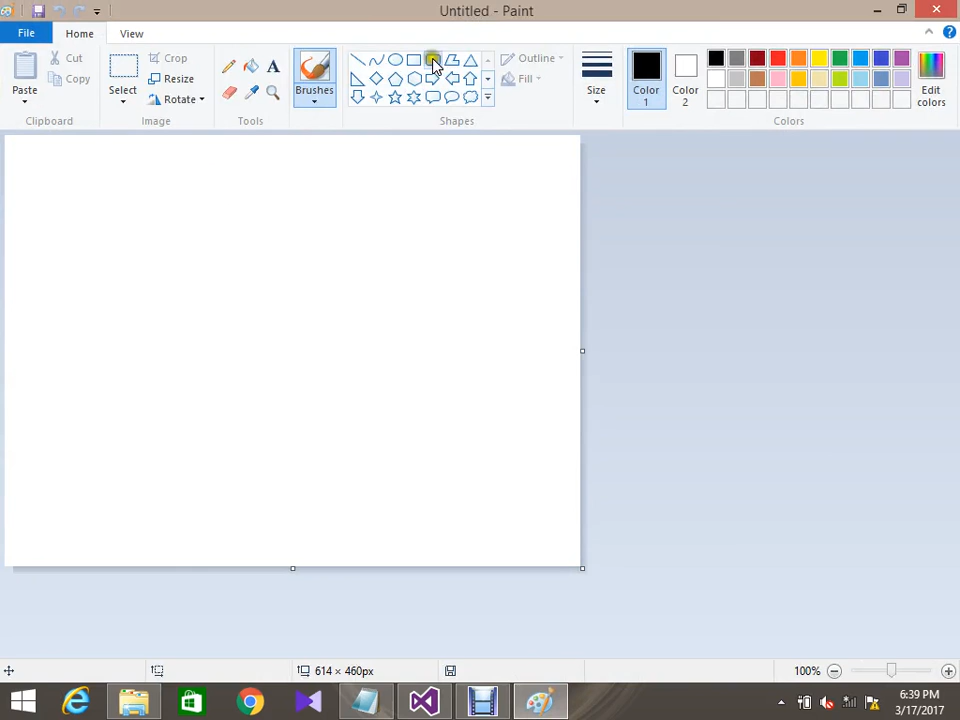 Untitled - Paint
File
Home
View
Paste
Cut
Copy
Clipboard
Select
Crop
Resize
Rotate
Image
A
Tools
Brushes
Outline
Fill
Shapes
Size
Color
1
Color
2
Edit
colors
Colors
614 × 460px
100%
6:39 PM
3/17/2017